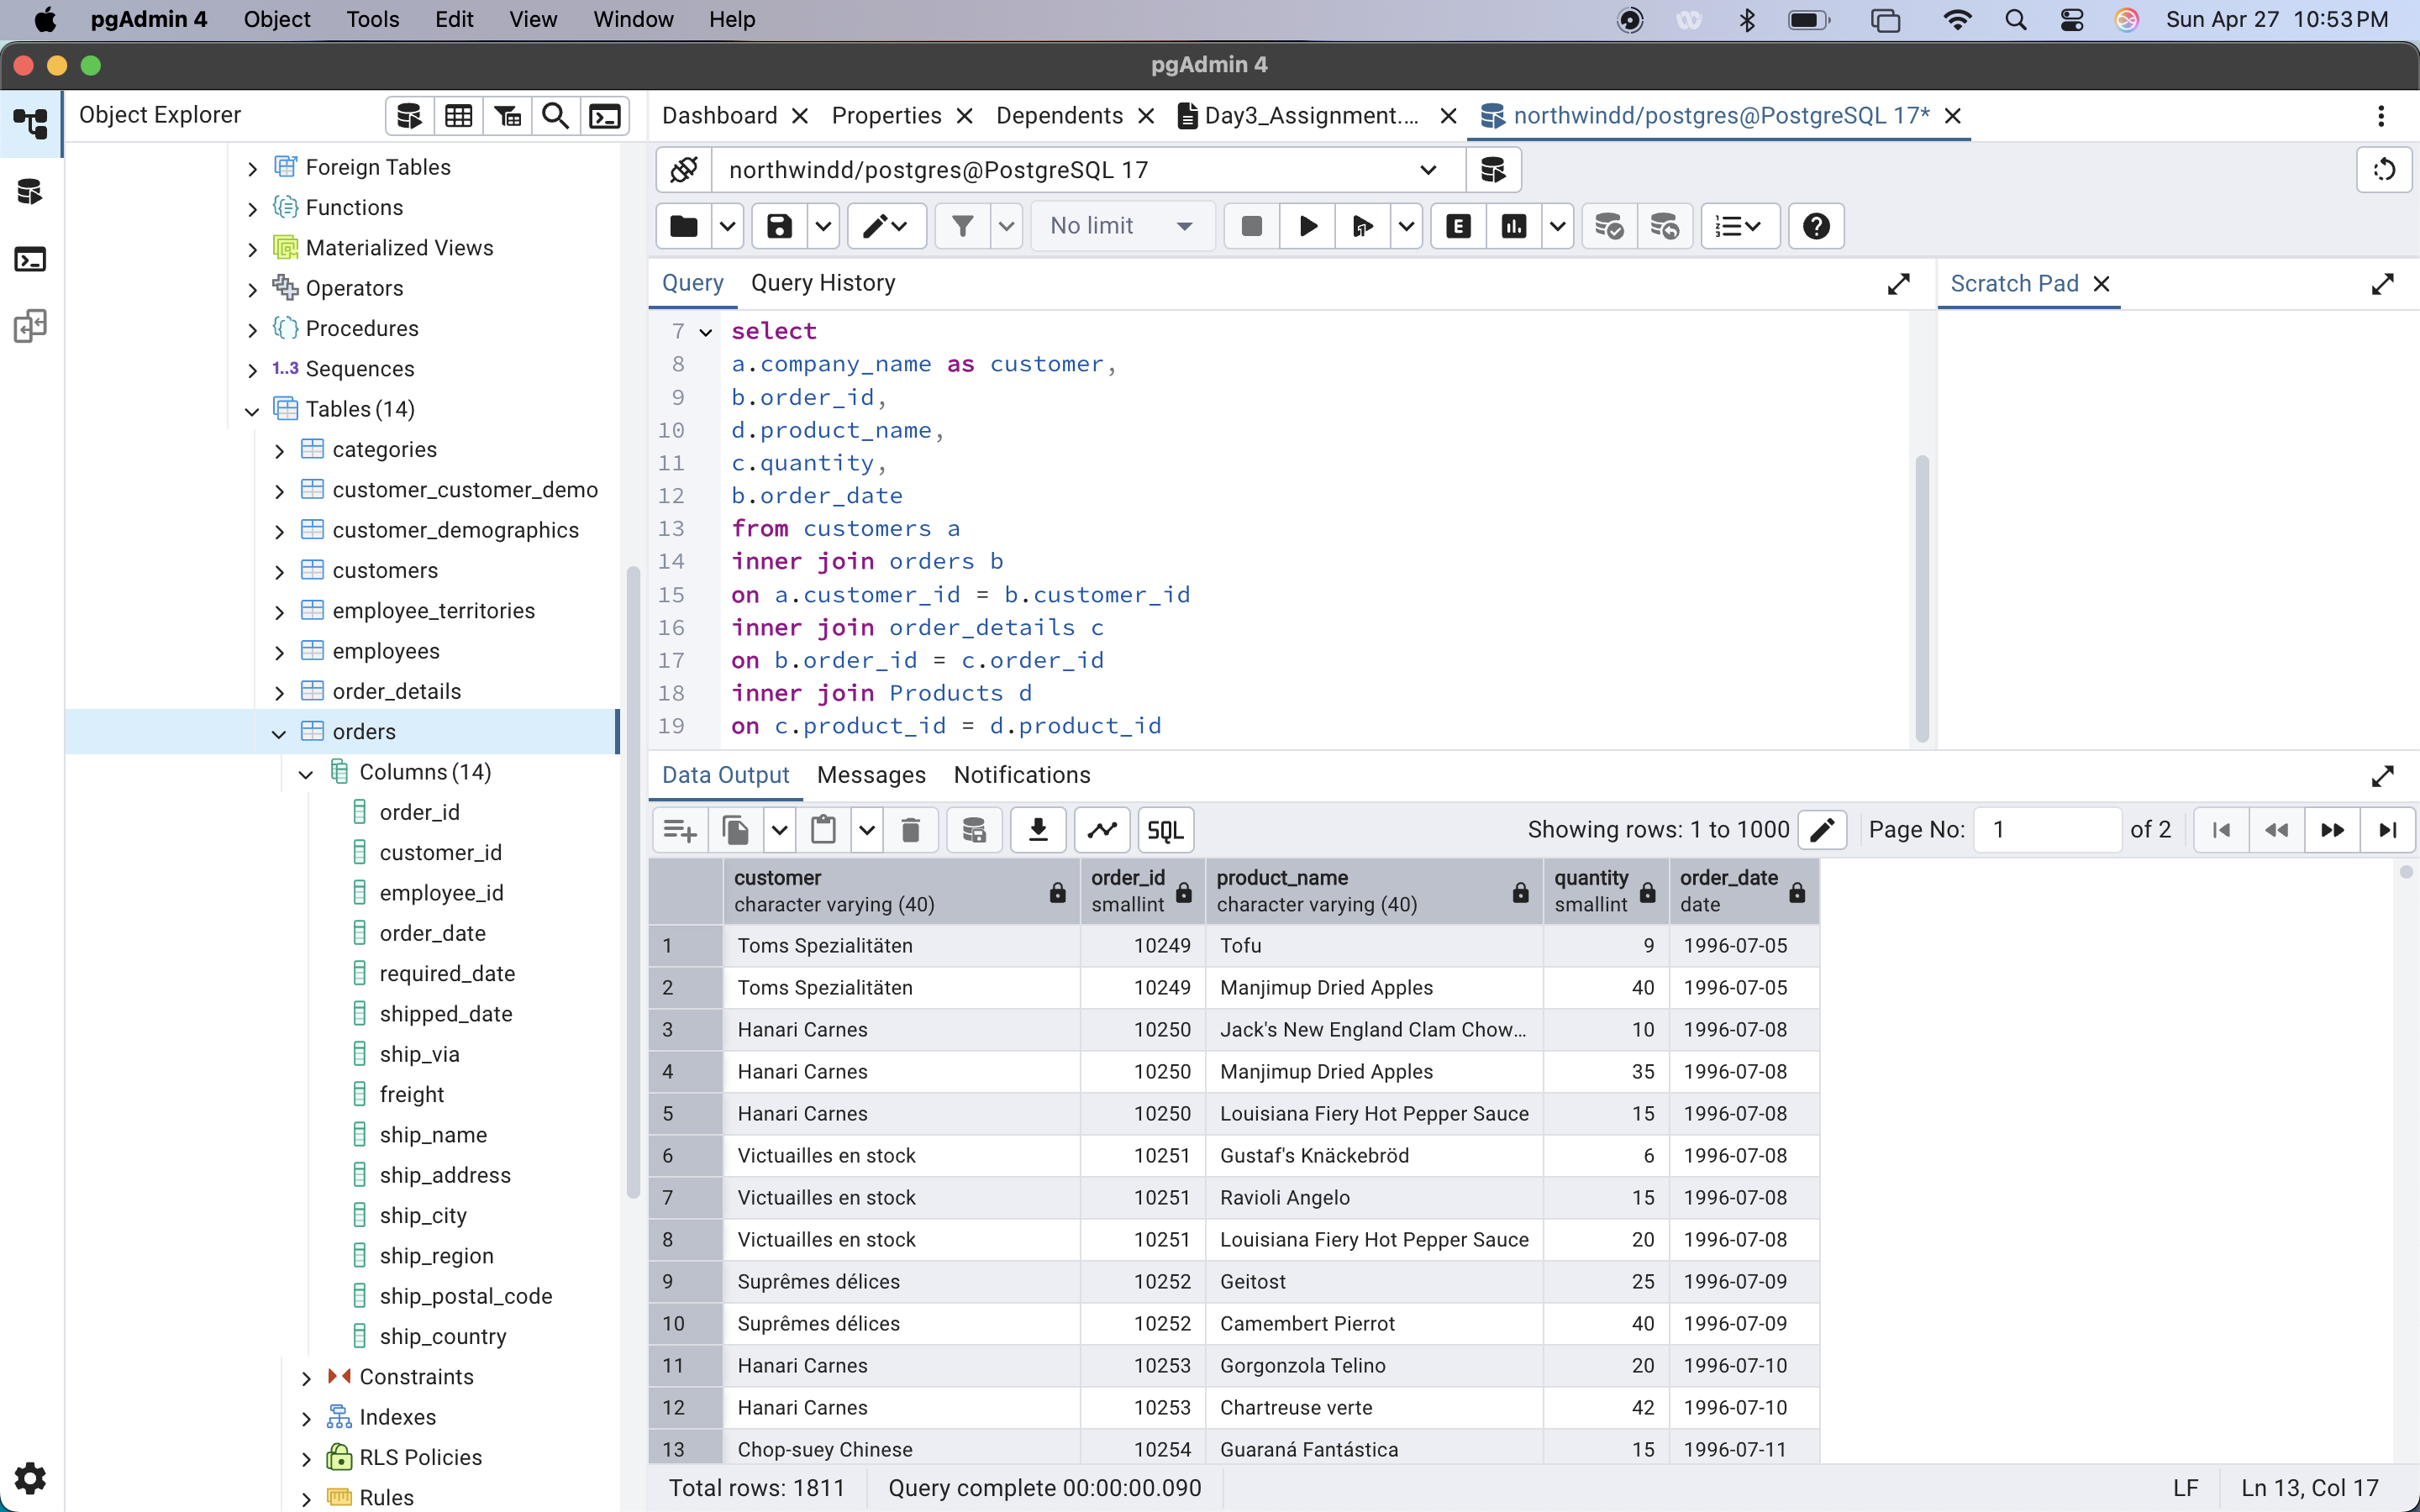 pgAdmin 4 Object Tools Edit View Window Help Sun Apr 27 10:53 PM
pgAdmin 4
Object Explorer
Foreign Tables
Functions
Materialized Views
Operators
Procedures
1..3 Sequences
Tables (14)
categories
customer_customer_demo
customer_demographics
customers
employee_territories
employees
order_details
orders
Columns (14)
order_id
customer_id
employee_id
order_date
required_date
shipped_date
ship_via
freight
ship_name
ship_address
ship_city
ship_region
ship_postal_code
ship_country
Constraints
Indexes
RLS Policies
Rules
Dashboard Properties Dependents Day3_Assignment.... northwindd/postgres@PostgreSQL 17*
northwindd/postgres@PostgreSQL 17
No limit E
Query Query History Scratch Pad
7 select
8 a.company_name as customer,
9 b.order_id,
10 d.product_name,
11 c.quantity,
12 b.order_date
13 from customers a
14 inner join orders b
15 on a.customer_id = b.customer_id
16 inner join order_details c
17 on b.order_id = c.order_id
18 inner join Products d
19 on c.product_id = d.product_id
Data Output Messages Notifications
SQL Showing rows: 1 to 1000 Page No: 1 of 2
customer order_id product_name quantity order_date
character varying (40) smallint character varying (40) smallint date
1 Toms Spezialitäten 10249 Tofu 9 1996-07-05
2 Toms Spezialitäten 10249 Manjimup Dried Apples 40 1996-07-05
3 Hanari Carnes 10250 Jack's New England Clam Chow... 10 1996-07-08
4 Hanari Carnes 10250 Manjimup Dried Apples 35 1996-07-08
5 Hanari Carnes 10250 Louisiana Fiery Hot Pepper Sauce 15 1996-07-08
6 Victuailles en stock 10251 Gustaf's Knäckebröd 6 1996-07-08
7 Victuailles en stock 10251 Ravioli Angelo 15 1996-07-08
8 Victuailles en stock 10251 Louisiana Fiery Hot Pepper Sauce 20 1996-07-08
9 Suprêmes délices 10252 Geitost 25 1996-07-09
10 Suprêmes délices 10252 Camembert Pierrot 40 1996-07-09
11 Hanari Carnes 10253 Gorgonzola Telino 20 1996-07-10
12 Hanari Carnes 10253 Chartreuse verte 42 1996-07-10
13 Chop-suey Chinese 10254 Guaraná Fantástica 15 1996-07-11
Total rows: 1811 Query complete 00:00:00.090 LF Ln 13, Col 17